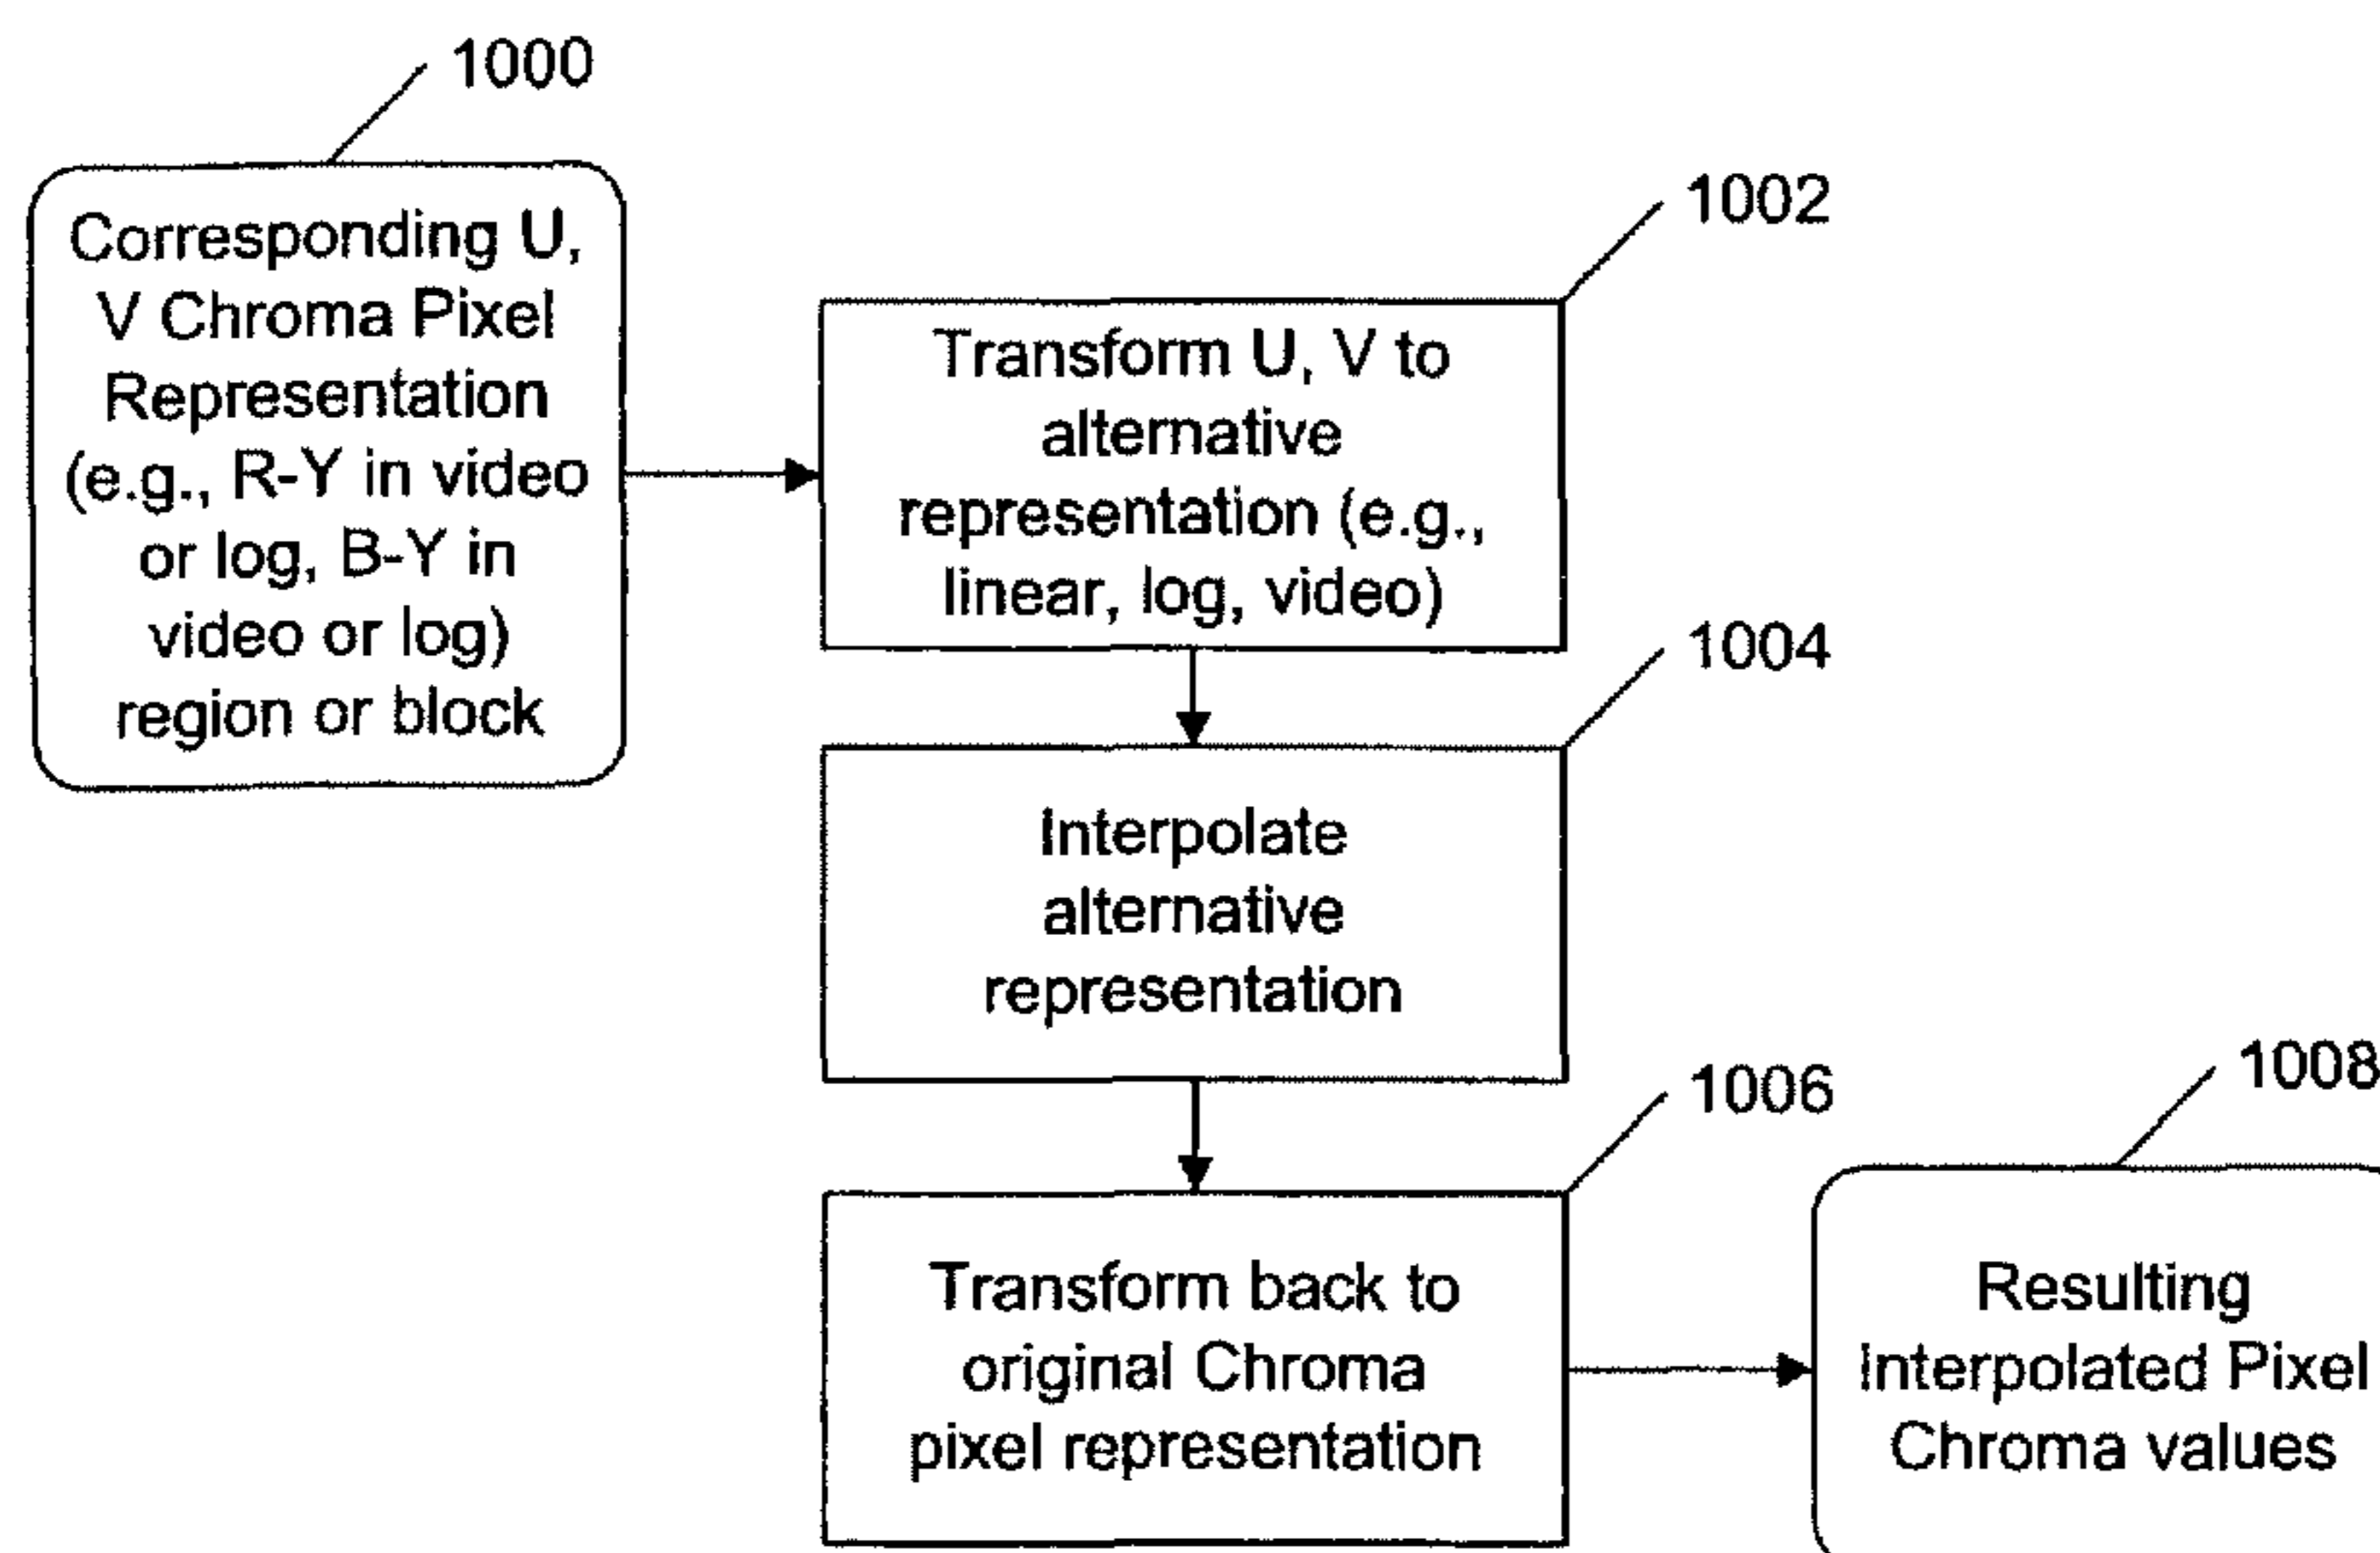 1000
Corresponding U,
V Chroma Pixel
Representation
(e.g., R-Y in video
or log, B-Y in
video or log)
region or block
1002
Transform U, V to
alternative
representation (e.g.,
linear, log, video)
1004
Interpolate
alternative
representation
1006
Transform back to
original Chroma
pixel representation
1008
Resulting
Interpolated Pixel
Chroma values